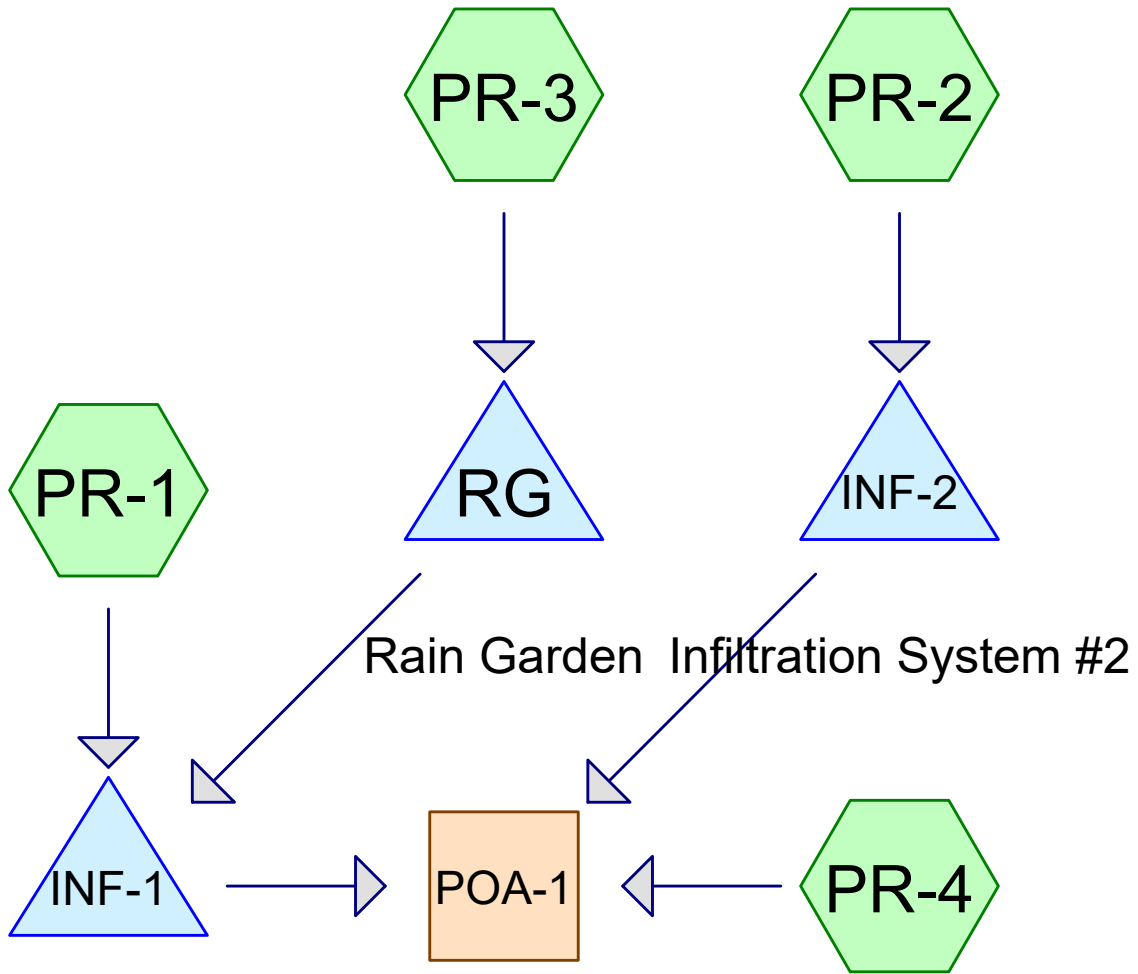 PR-3
PR-2
PR-1
RG
INF-2
Rain Garden
Infiltration System #2
INF-1
POA-1
PR-4